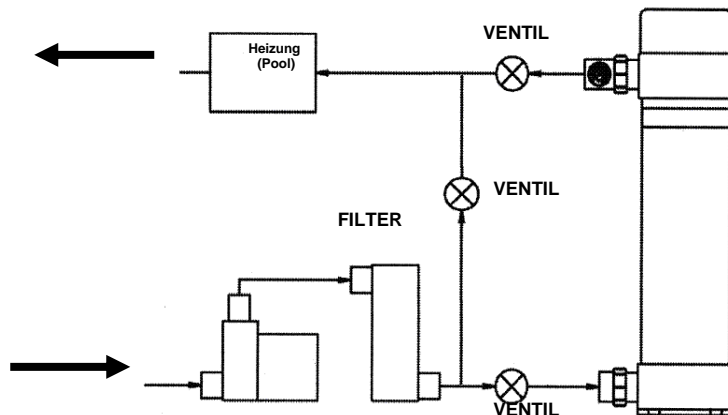 VENTIL
Heizung
(Pool)
VENTIL
FILTER
VENTIL